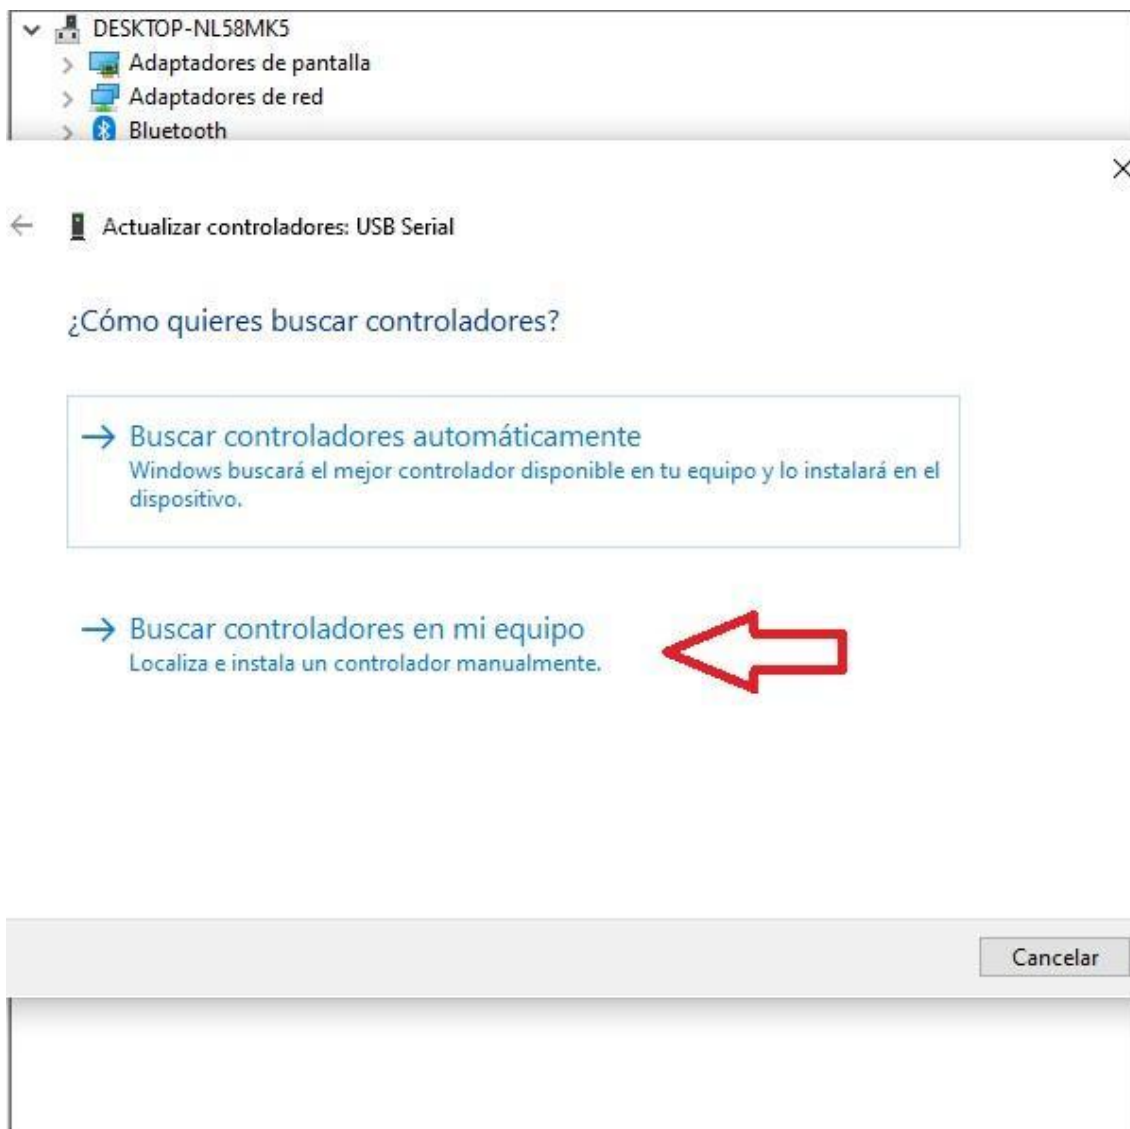 DESKTOP-NL58MK5
Adaptadores de pantalla
Adaptadores de red
Bluetooth
Actualizar controladores: USB Serial
¿Cómo quieres buscar controladores?
Buscar controladores automáticamente
Windows buscará el mejor controlador disponible en tu equipo y lo instalará en el
dispositivo.
Buscar controladores en mi equipo
Localiza e instala un controlador manualmente.
Cancelar